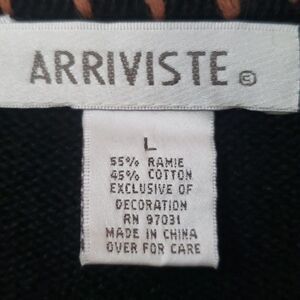 ARRIVISTE ©
L
55% RAMIE
45% COTTON
EXCLUSIVE OF
DECORATION
RN 97031
MADE IN CHINA
OVER FOR CARE